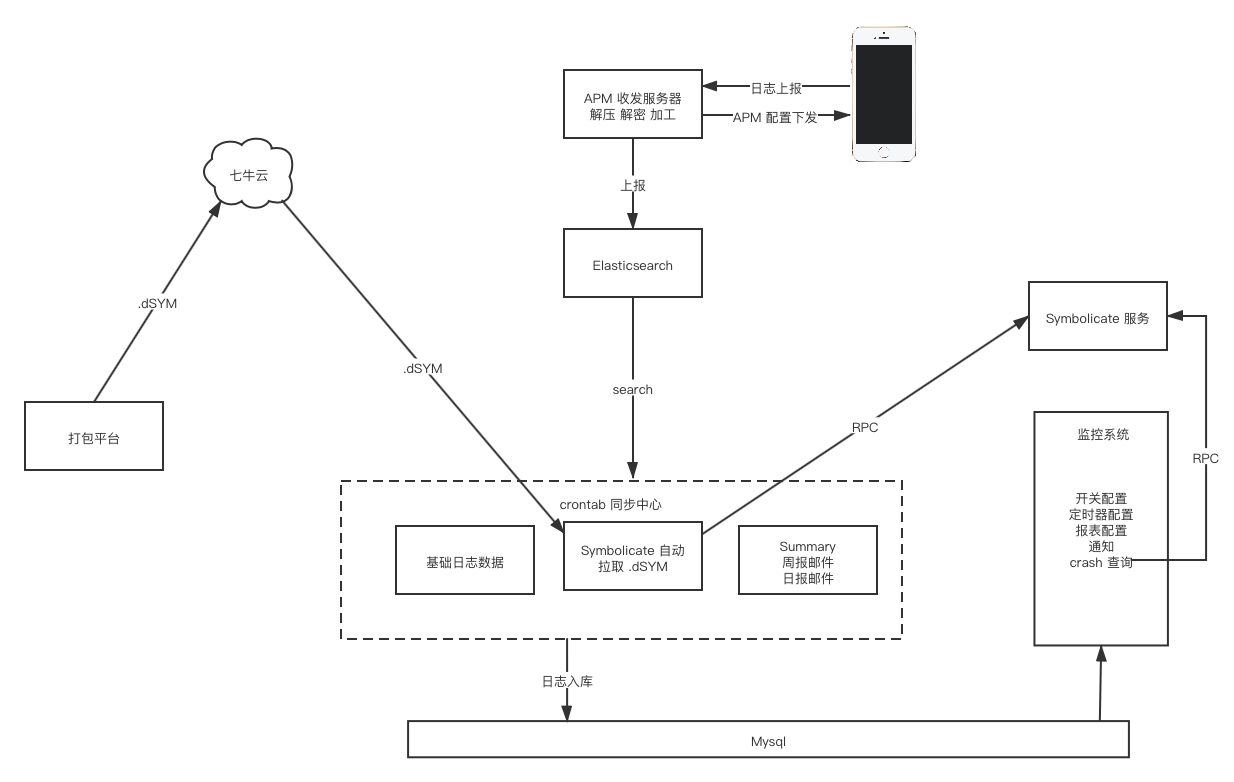 APM 收发服务器
解压 解密 加工
日志上报
APM 配置下发
七牛云
上报
Elasticsearch
.dSYM
Symbolicate 服务
.dSYM
search
RPC
打包平台
监控系统
RPC
开关配置
定时器配置
报表配置
通知
crash 查询
crontab 同步中心
基础日志数据
Symbolicate 自动
拉取 .dSYM
Summary
周报邮件
日报邮件
日志入库
Mysql